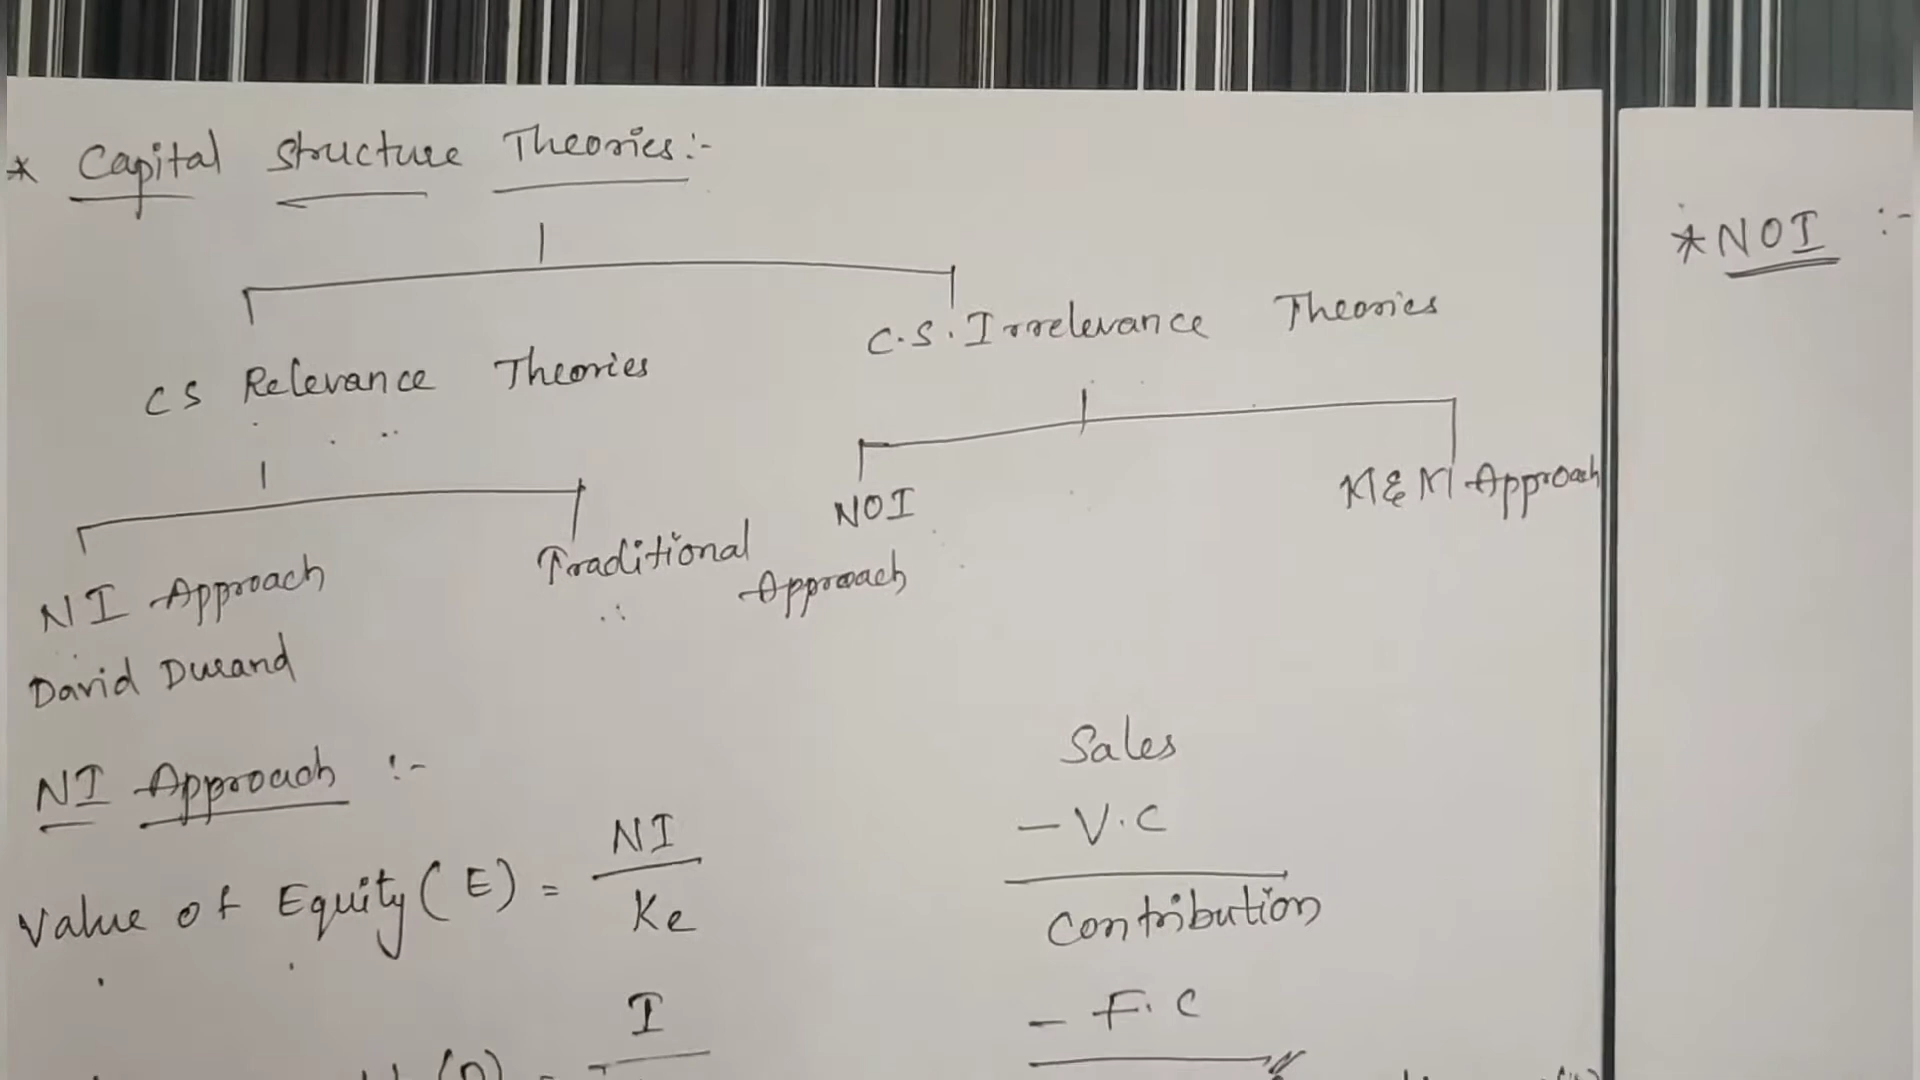 * Capital Structure Theories:-
CS Relevance Theories
C.S. Irrelevance Theories
NI Approach
David Durand
Traditional Approach
NOI
M&M Approach
NI Approach :-
Value of Equity (E) = NI / Ke
I
(D) =
Sales
- V.C
Contribution
- F.C
* NOI :-